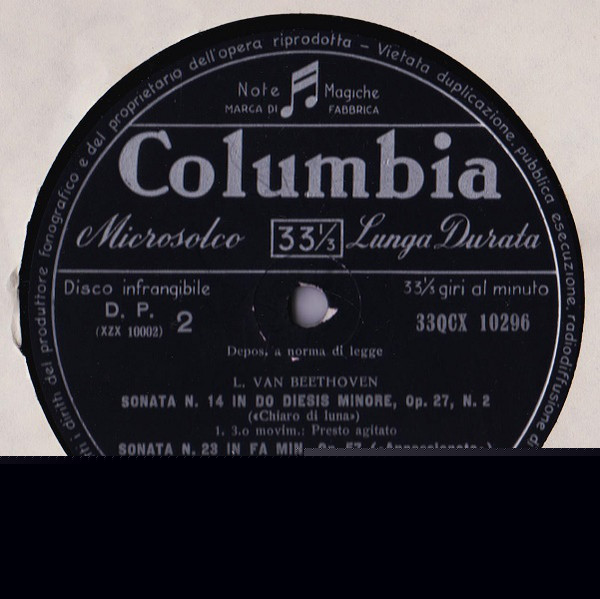 ti i diritti del produttore fonografico e del proprietario dell'opera riprodotta – Vietata duplicazione, pubblica esecuzione, radiodiffusione di
Note Magiche
MARCA DI FABBRICA
Columbia
Microsolco 33⅓ Lunga Durata
Disco infrangibile 33⅓ giri al minuto
D. P. 2 33QCX 10296
(XZX 10002)
Depos. a norma di legge
L. VAN BEETHOVEN
SONATA N. 14 IN DO DIESIS MINORE, Op. 27, N. 2
(«Chiaro di luna»)
1. 3.o movim.: Presto agitato
SONATA N. 23 IN FA MIN